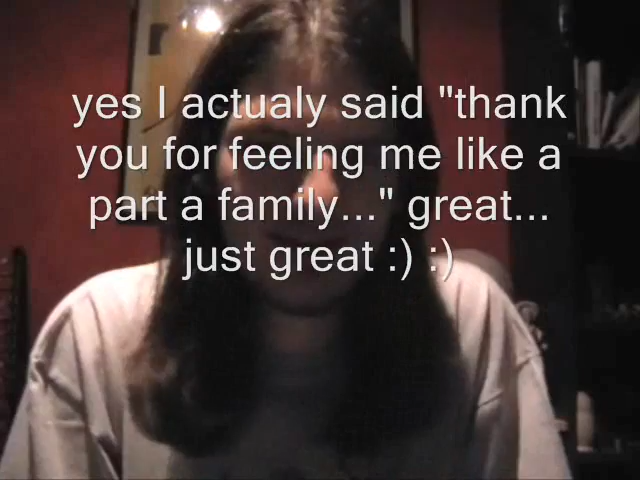 yes I actualy said "thank
you for feeling me like a
part a family..." great...
just great :) :)